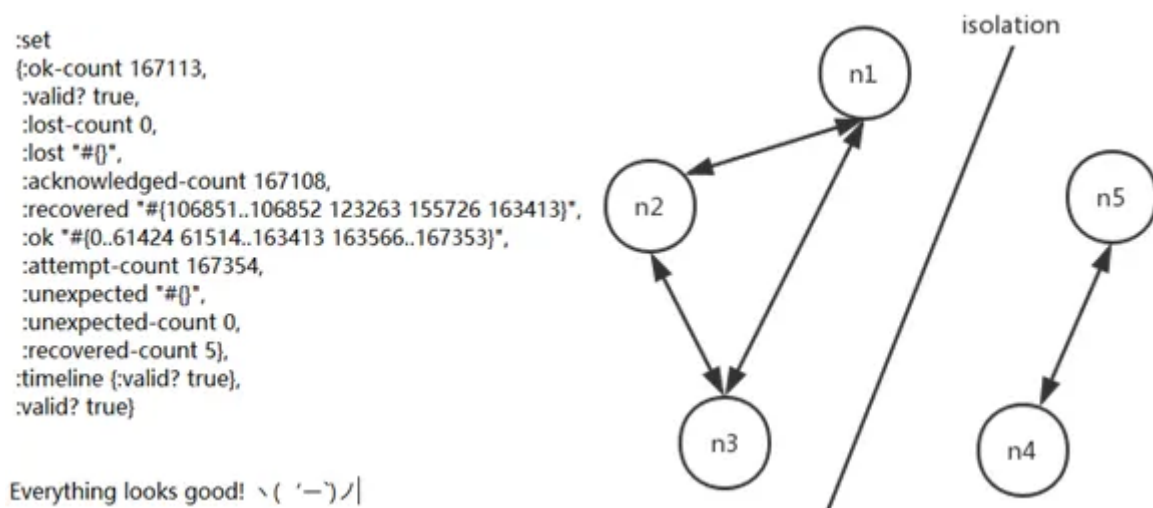 :set
{:ok-count 167113,
:valid? true,
:lost-count 0,
:lost "#{}",
:acknowledged-count 167108,
:recovered "#{106851..106852 123263 155726 163413}",
:ok "#{0..61424 61514..163413 163566..167353}",
:attempt-count 167354,
:unexpected "#{}",
:unexpected-count 0,
:recovered-count 5},
:timeline {:valid? true},
:valid? true}
Everything looks good! ヽ( ‘ー`)ノ
isolation
n1
n2
n5
n3
n4